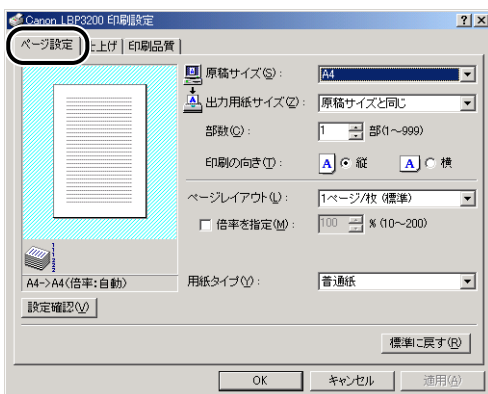 Canon LBP3200 印刷設定
ページ設定 上げ 印刷品質
原稿サイズ(S): A4
出力用紙サイズ(Z): 原稿サイズと同じ
部数(C): 1 部(1～999)
印刷の向き(T): A 縦 A 横
ページレイアウト(L): 1ページ/枚 (標準)
倍率を指定(M): 100 % (10～200)
A4->A4(倍率:自動)
用紙タイプ(Y): 普通紙
設定確認(V)
標準に戻す(R)
OK キャンセル 適用(A)